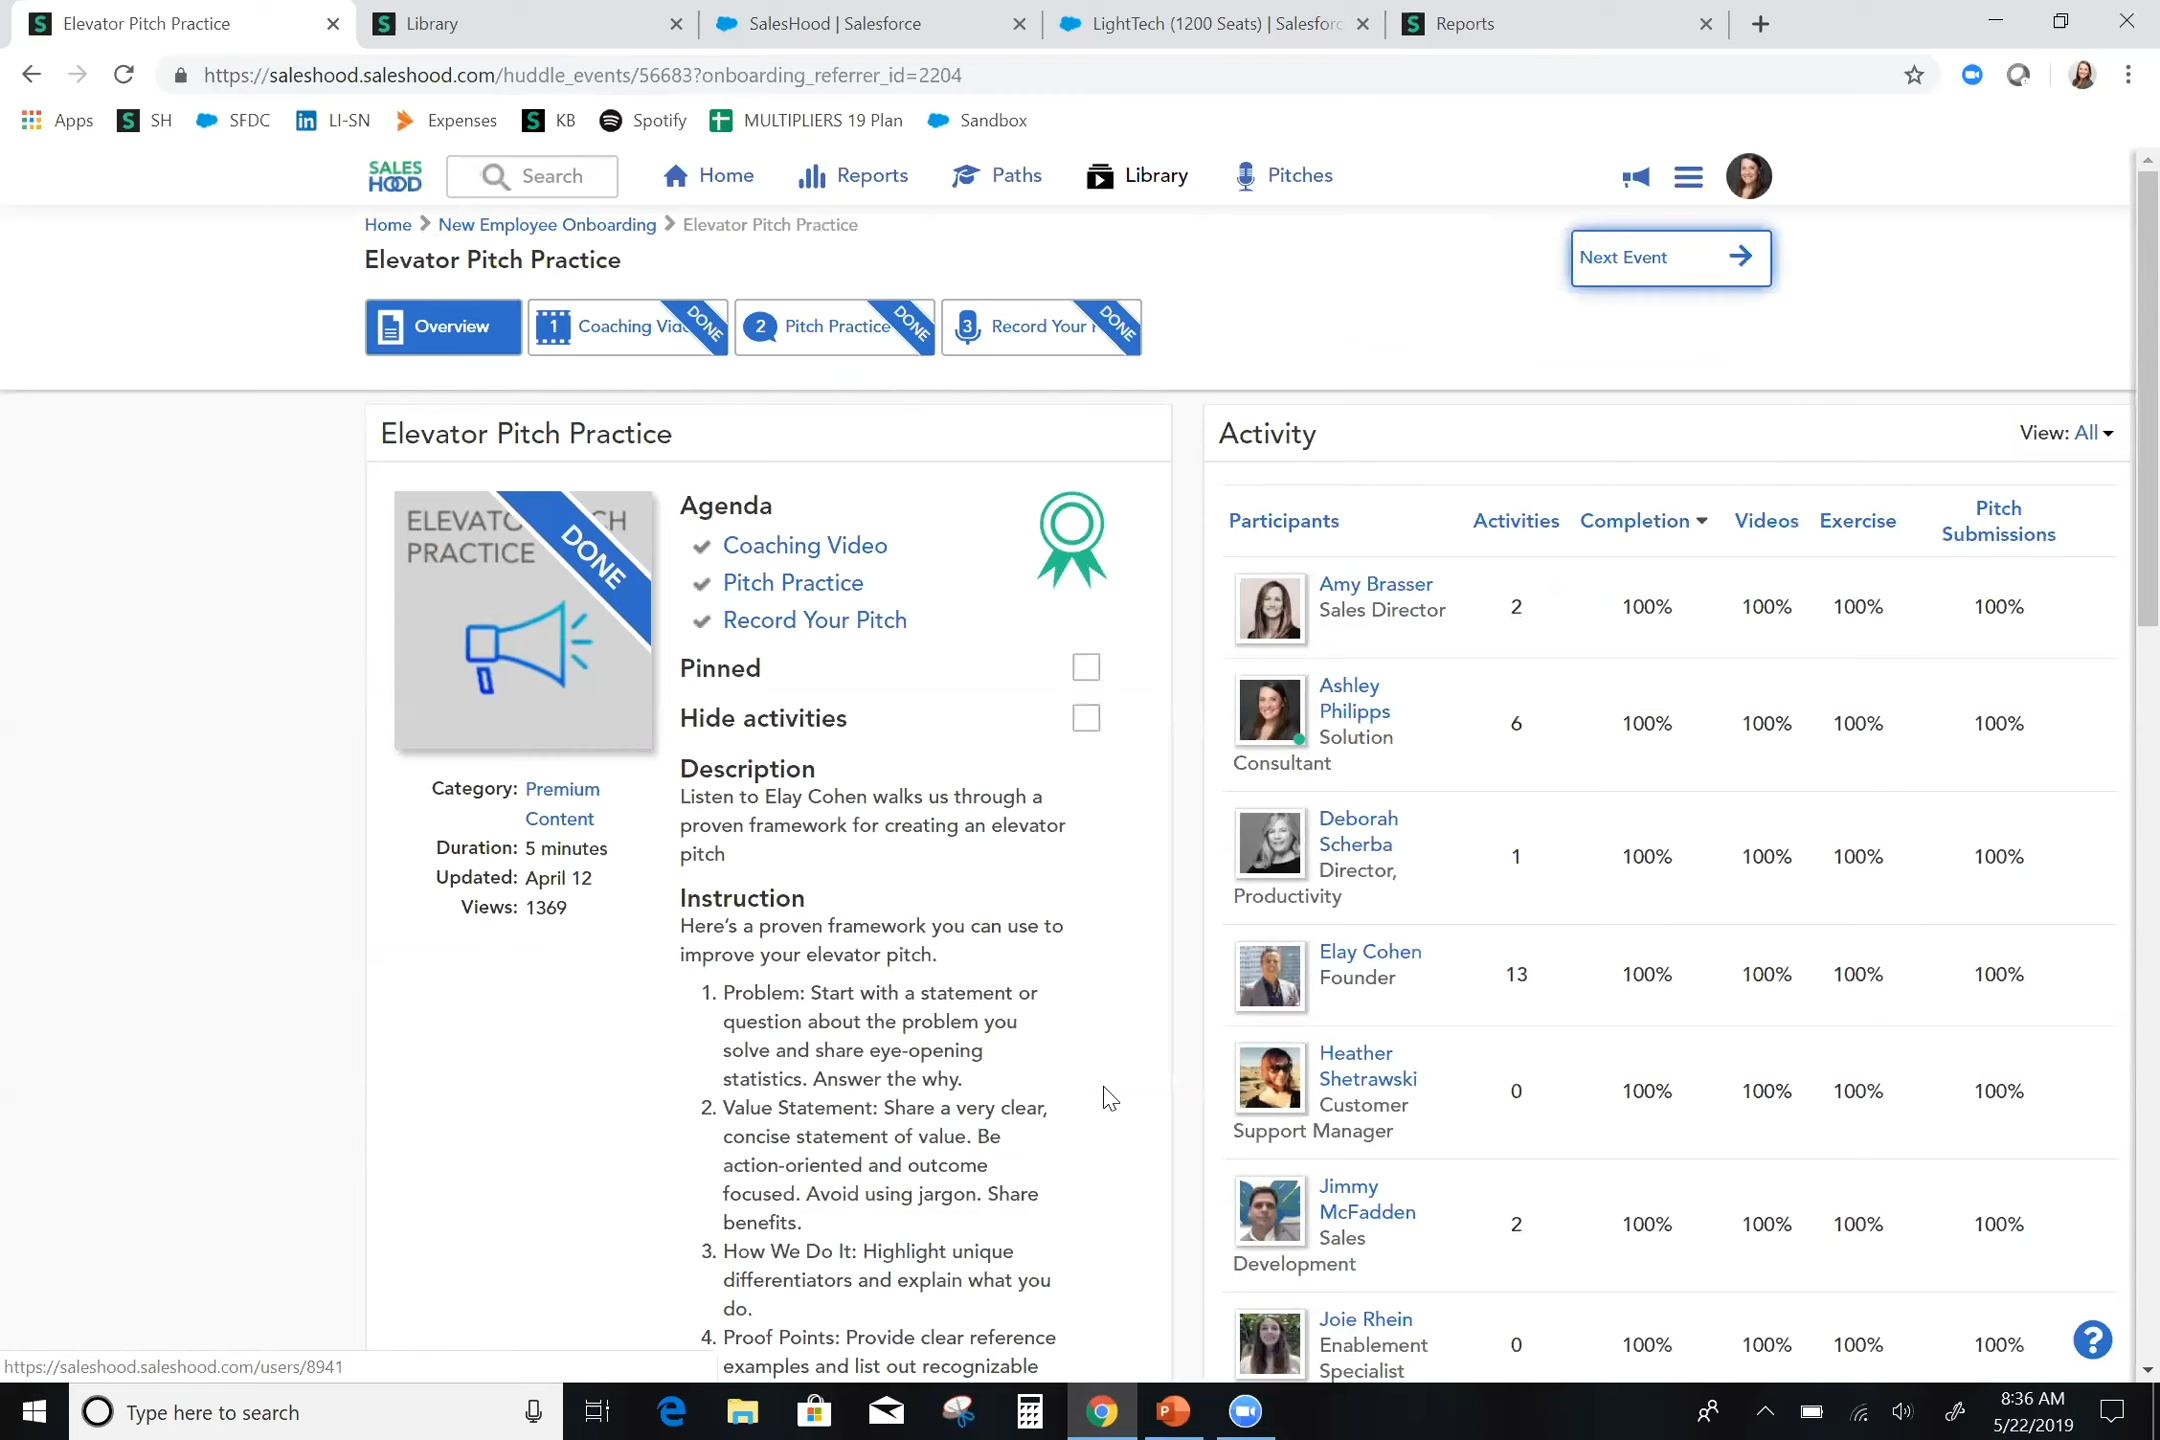 Elevator Pitch Practice
Library
SalesHood | Salesforce
LightTech (1200 Seats) | Salesforc
Reports
https://saleshood.saleshood.com/huddle_events/56683?onboarding_referrer_id=2204
Apps
SH
SFDC
LI-SN
Expenses
KB
Spotify
MULTIPLIERS 19 Plan
Sandbox
SALES
HOOD
Search
Home
Reports
Paths
Library
Pitches
Home > New Employee Onboarding > Elevator Pitch Practice
Elevator Pitch Practice
Next Event
Overview
1 Coaching Vid DONE
2 Pitch Practice DONE
3 Record Your DONE
Elevator Pitch Practice
ELEVATO CH
PRACTICE
DONE
Category: Premium
Content
Duration: 5 minutes
Updated: April 12
Views: 1369
Agenda
Coaching Video
Pitch Practice
Record Your Pitch
Pinned
Hide activities
Description
Listen to Elay Cohen walks us through a
proven framework for creating an elevator
pitch
Instruction
Here's a proven framework you can use to
improve your elevator pitch.
1. Problem: Start with a statement or
question about the problem you
solve and share eye-opening
statistics. Answer the why.
2. Value Statement: Share a very clear,
concise statement of value. Be
action-oriented and outcome
focused. Avoid using jargon. Share
benefits.
3. How We Do It: Highlight unique
differentiators and explain what you
do.
4. Proof Points: Provide clear reference
examples and list out recognizable
Activity
View: All
Participants Activities Completion Videos Exercise Pitch
Submissions
Amy Brasser
Sales Director
2 100% 100% 100% 100%
Ashley
Philipps
Solution
Consultant
6 100% 100% 100% 100%
Deborah
Scherba
Director,
Productivity
1 100% 100% 100% 100%
Elay Cohen
Founder
13 100% 100% 100% 100%
Heather
Shetrawski
Customer
Support Manager
0 100% 100% 100% 100%
Jimmy
McFadden
Sales
Development
2 100% 100% 100% 100%
Joie Rhein
Enablement
Specialist
0 100% 100% 100% 100%
?
https://saleshood.saleshood.com/users/8941
Type here to search
8:36 AM
5/22/2019